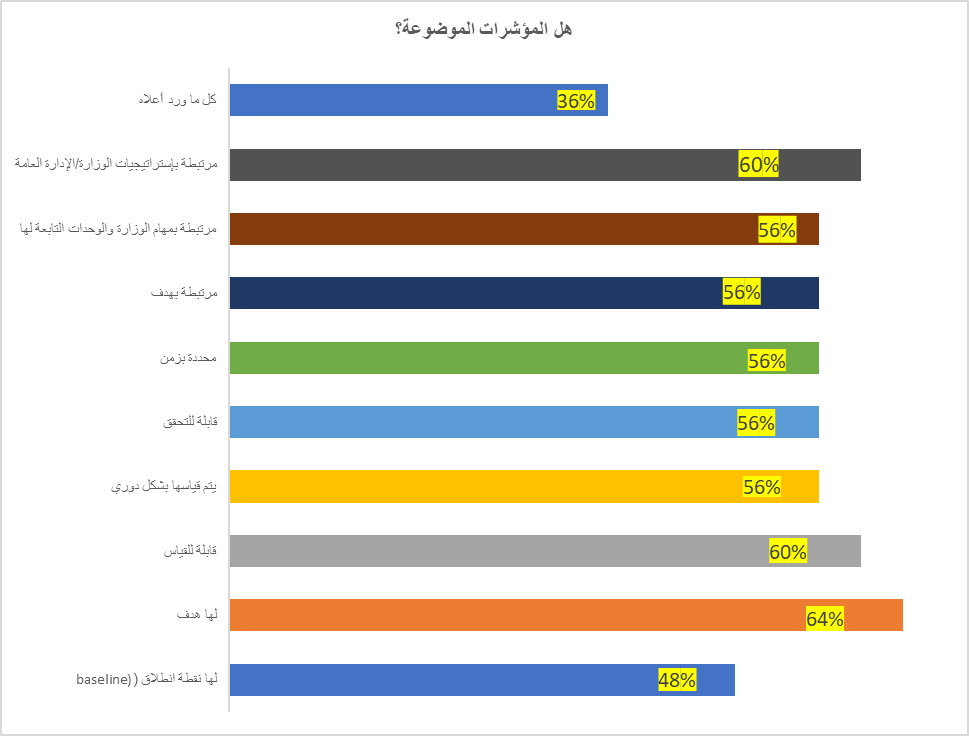 هل المؤشرات الموضوعة؟
كل ما ورد أعلاه
36%
مرتبطة بإستراتيجيات الوزارة/الإدارة العامة
60%
مرتبطة بمهام الوزارة والوحدات التابعة لها
56%
مرتبطة بهدف
56%
محددة بزمن
56%
قابلة للتحقق
56%
يتم قياسها بشكل دوري
56%
قابلة للقياس
60%
لها هدف
64%
لها نقطة انطلاق ( (baseline
48%